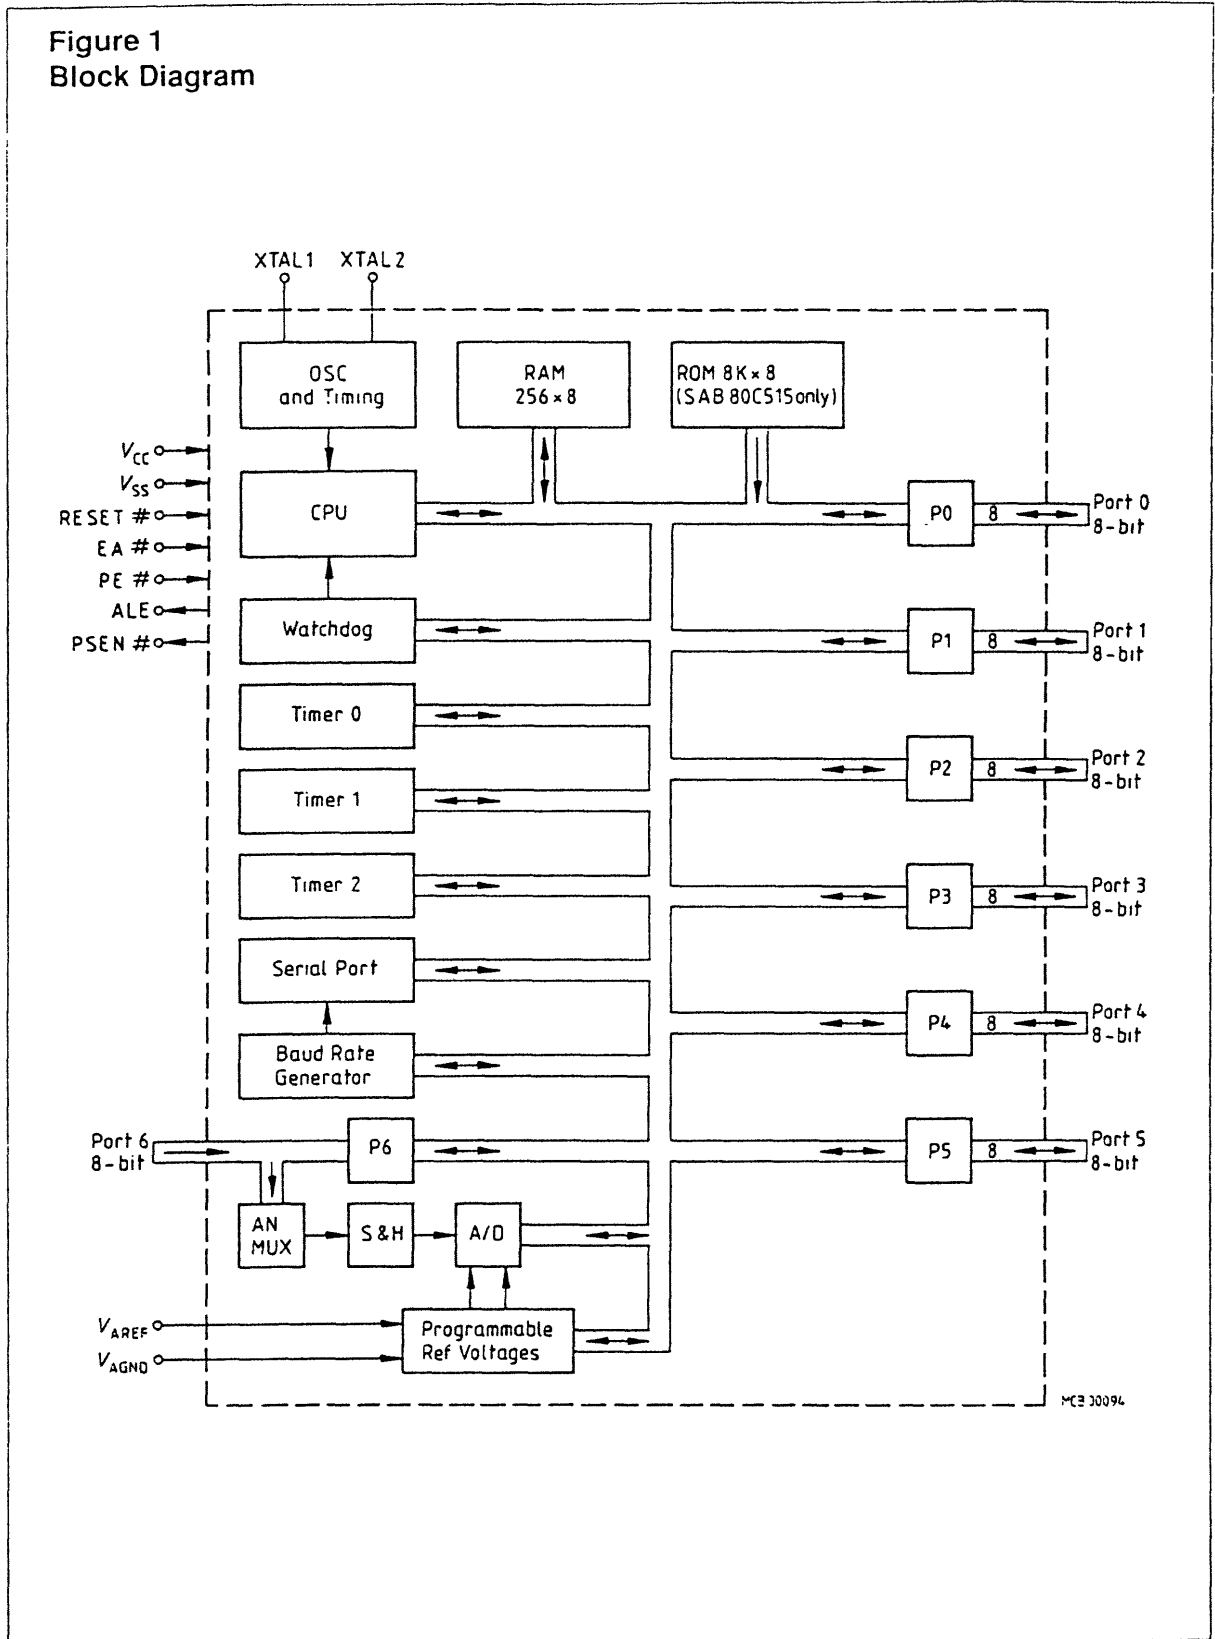 Figure 1
Block Diagram
XTAL1 XTAL2
OSC
and Timing
RAM
256×8
ROM 8K×8
(SAB 80C515only)
VCC
VSS
RESET #
EA #
PE #
ALE
PSEN #
CPU
Watchdog
Timer 0
Timer 1
Timer 2
Serial Port
Baud Rate
Generator
P0
8
Port 0
8-bit
P1
8
Port 1
8-bit
P2
8
Port 2
8-bit
P3
8
Port 3
8-bit
P4
8
Port 4
8-bit
P5
8
Port 5
8-bit
Port 6
8-bit
P6
AN
MUX
S&H
A/D
VAREF
VAGND
Programmable
Ref Voltages